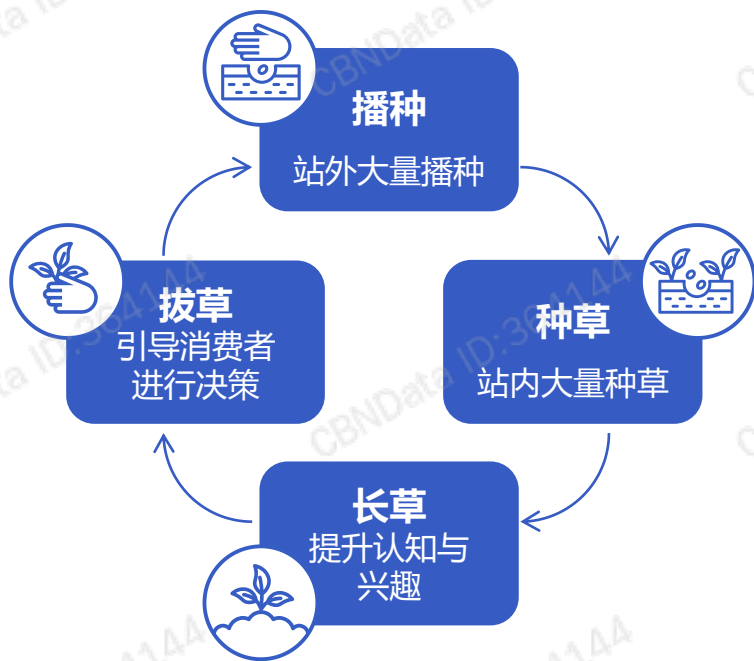 播种
站外大量播种
种草
站内大量种草
长草
提升认知与
兴趣
拔草
引导消费者
进行决策
CBNData ID:364144